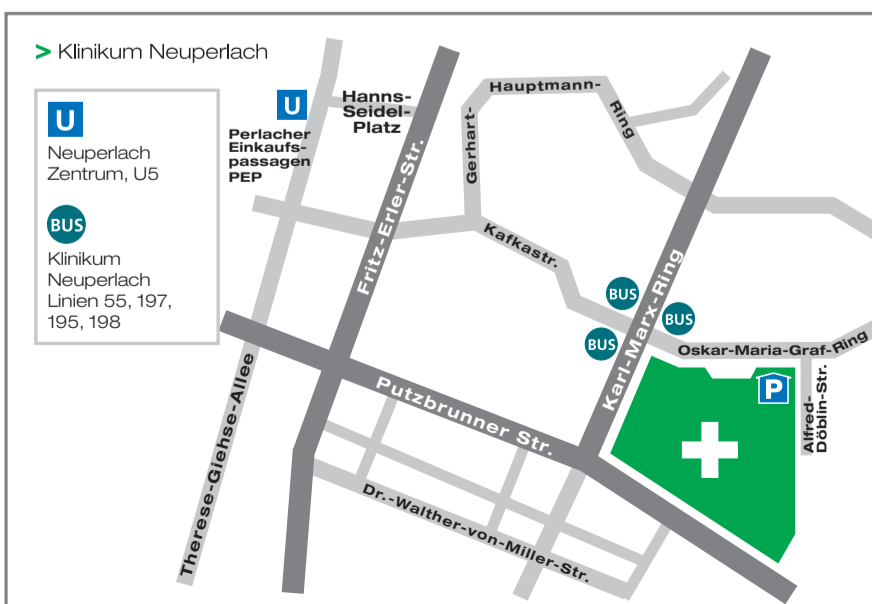 > Klinikum Neuperlach
U
Neuperlach
Zentrum, U5
BUS
Klinikum
Neuperlach
Linien 55, 197,
195, 198
U
Perlacher
Einkaufs-
passagen
PEP
Hanns-
Seidel-
Platz
Fritz-Erler-Str.
Gerhart-
Hauptmann-
Ring
Kafkastr.
BUS
BUS
BUS
Karl-Marx-Ring
Oskar-Maria-Graf-Ring
P
Alfred-
Döblin-Str.
Putzbrunner Str.
Therese-Giehse-Allee
Dr.-Walther-von-Miller-Str.